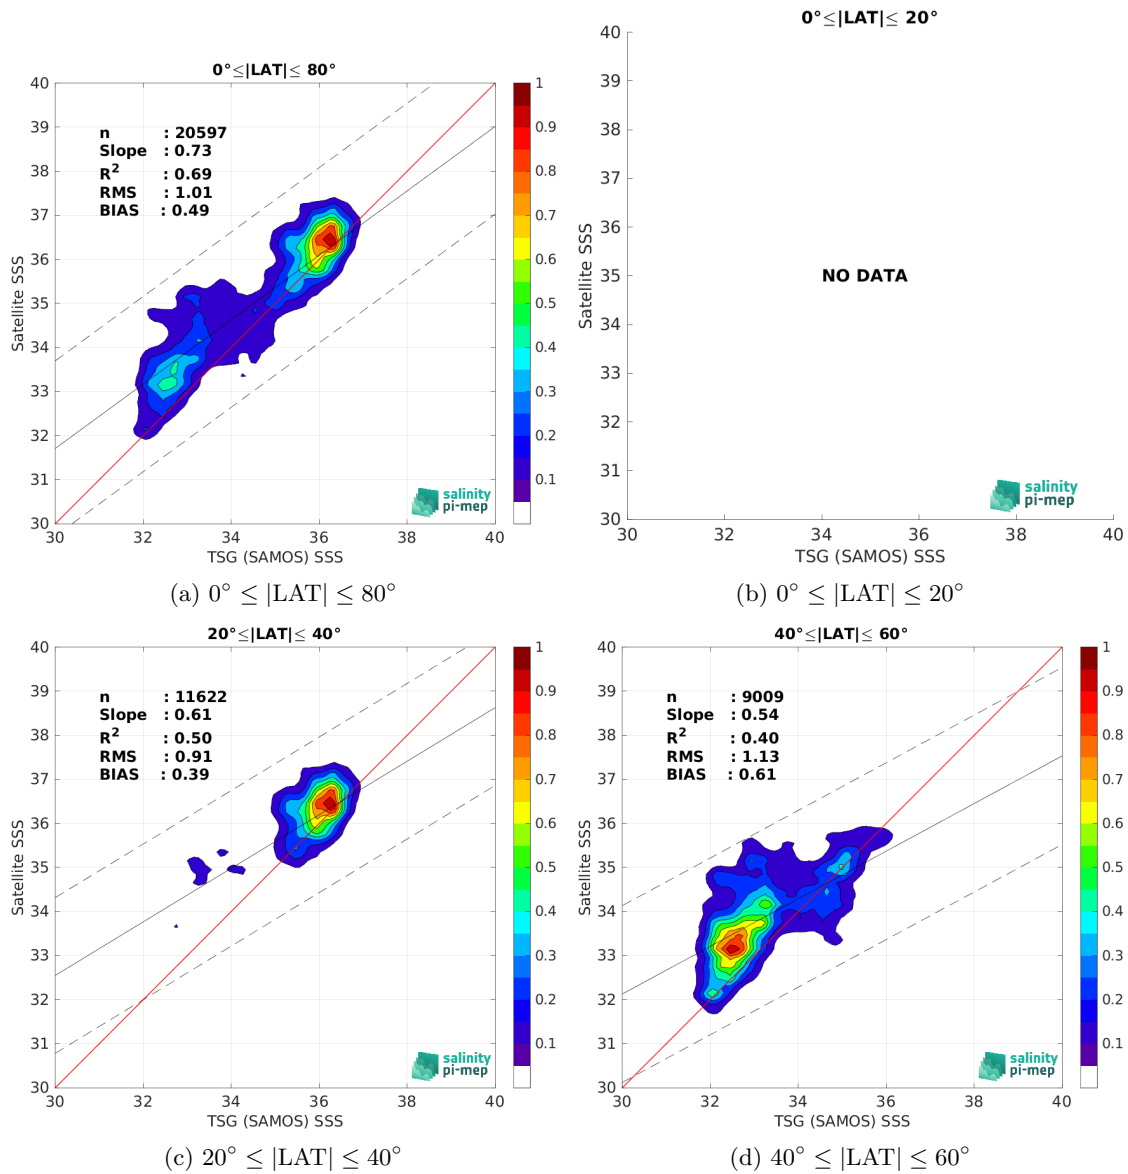 0°≤|LAT|≤ 80°
40
39
38
37
36
35
34
33
32
31
30
Satellite SSS
n : 20597
Slope : 0.73
R² : 0.69
RMS : 1.01
BIAS : 0.49
salinity
pi-mep
30 32 34 36 38 40
TSG (SAMOS) SSS
1
0.9
0.8
0.7
0.6
0.5
0.4
0.3
0.2
0.1
(a) 0° ≤ |LAT| ≤ 80°
0°≤|LAT|≤ 20°
40
39
38
37
36
35
34
33
32
31
30
Satellite SSS
NO DATA
salinity
pi-mep
30 32 34 36 38 40
TSG (SAMOS) SSS
(b) 0° ≤ |LAT| ≤ 20°
20°≤|LAT|≤ 40°
40
39
38
37
36
35
34
33
32
31
30
Satellite SSS
n : 11622
Slope : 0.61
R² : 0.50
RMS : 0.91
BIAS : 0.39
salinity
pi-mep
30 32 34 36 38 40
TSG (SAMOS) SSS
1
0.9
0.8
0.7
0.6
0.5
0.4
0.3
0.2
0.1
(c) 20° ≤ |LAT| ≤ 40°
40°≤|LAT|≤ 60°
40
39
38
37
36
35
34
33
32
31
30
Satellite SSS
n : 9009
Slope : 0.54
R² : 0.40
RMS : 1.13
BIAS : 0.61
salinity
pi-mep
30 32 34 36 38 40
TSG (SAMOS) SSS
1
0.9
0.8
0.7
0.6
0.5
0.4
0.3
0.2
0.1
(d) 40° ≤ |LAT| ≤ 60°